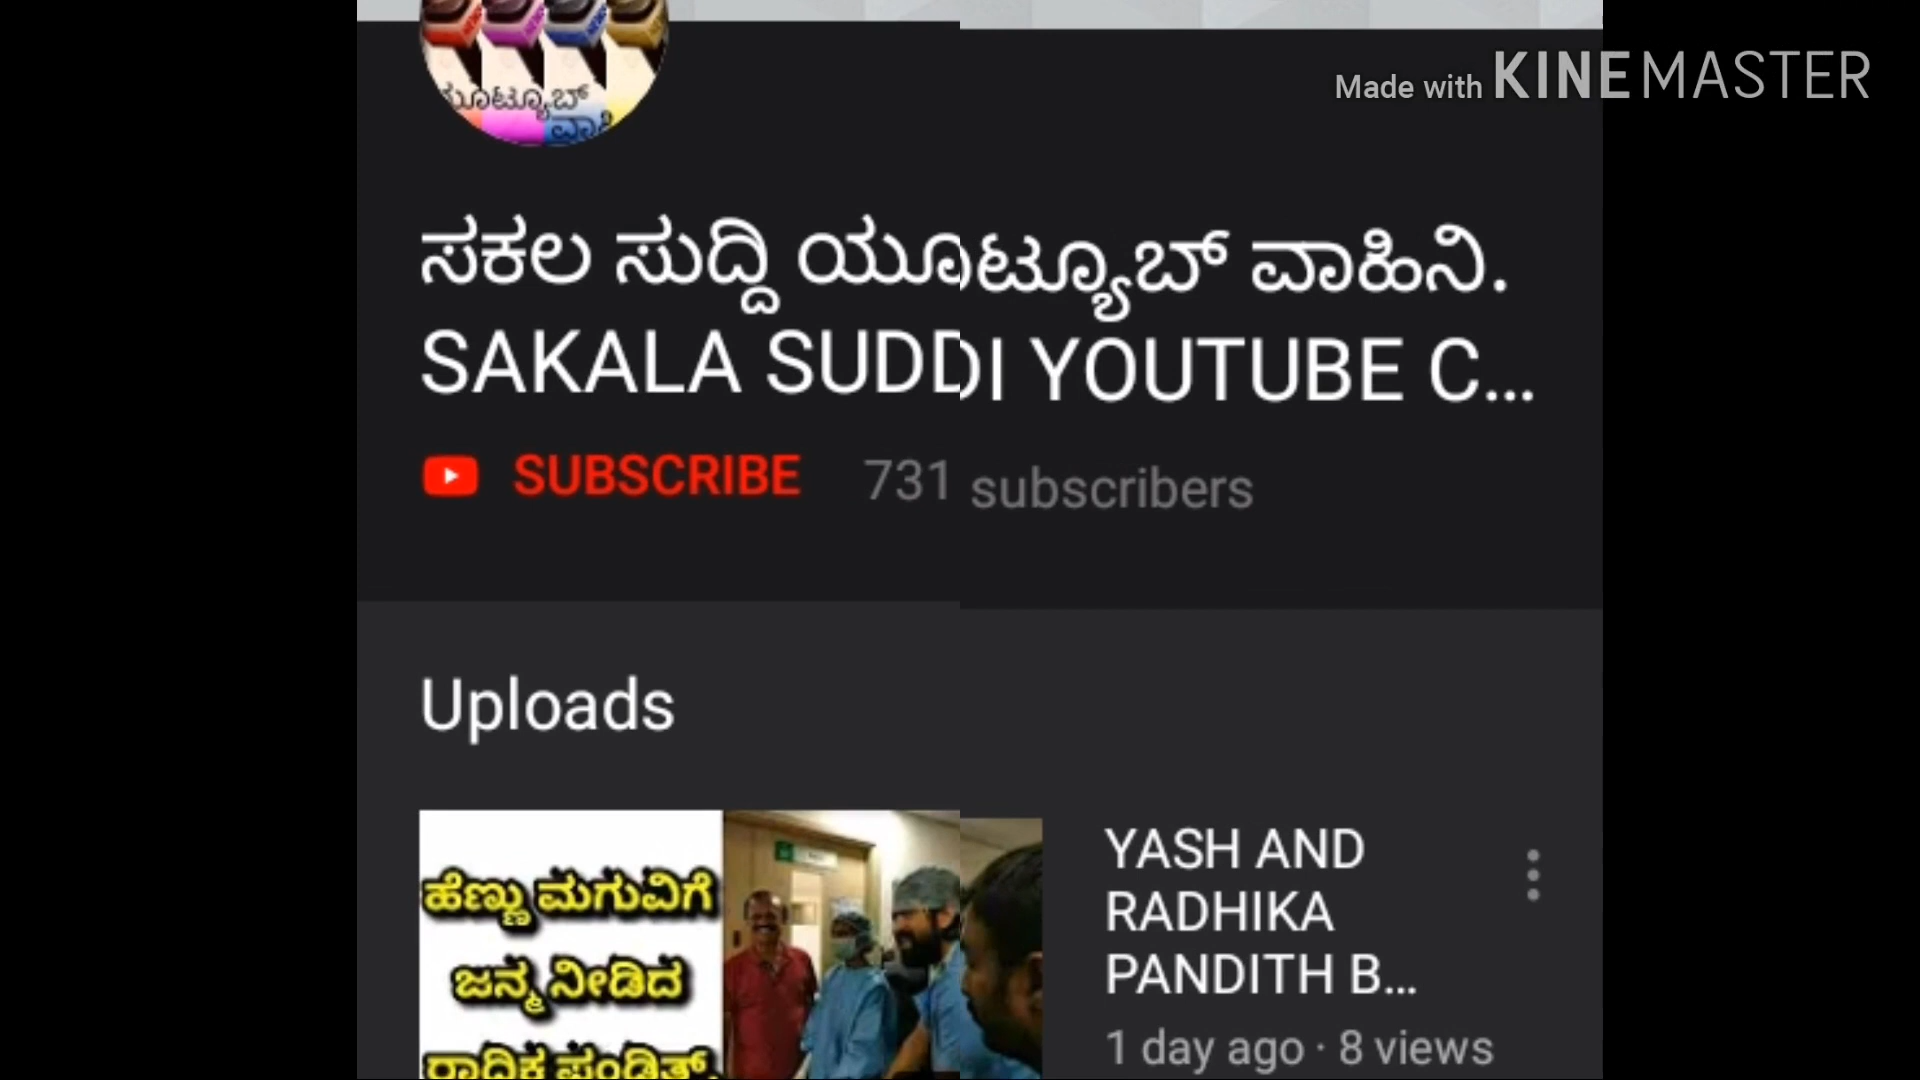 Made with KINEMASTER
ಯೂಟ್ಯೂಬ್
ಸಕಲ ಸುದ್ದಿ ಯೂಟ್ಯೂಬ್ ವಾಹಿನಿ.
SAKALA SUDDI YOUTUBE C...
SUBSCRIBE 731 subscribers
Uploads
ಹೆಣ್ಣು ಮಗುವಿಗೆ
ಜನ್ಮ ನೀಡಿದ
ರಾಧಿಕ ಪಂಡಿತ್.
YASH AND
RADHIKA
PANDITH B...
1 day ago · 8 views